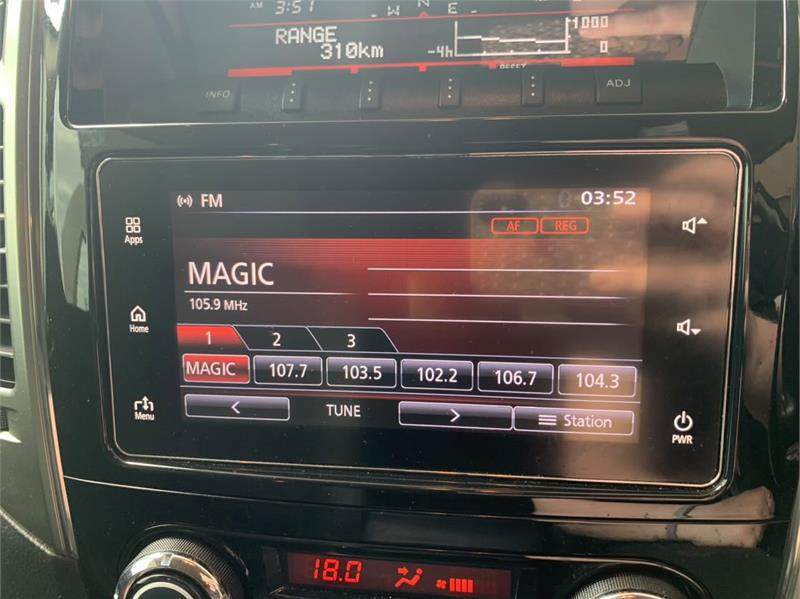 AM 3:51 W N E
RANGE 1000
310km -4h 0
RESET
INFO ADJ
FM 03:52
AF REG
Apps
MAGIC
105.9 MHz
Home
1 2 3
MAGIC 107.7 103.5 102.2 106.7 104.3
Menu < TUNE > Station
PWR
18.0